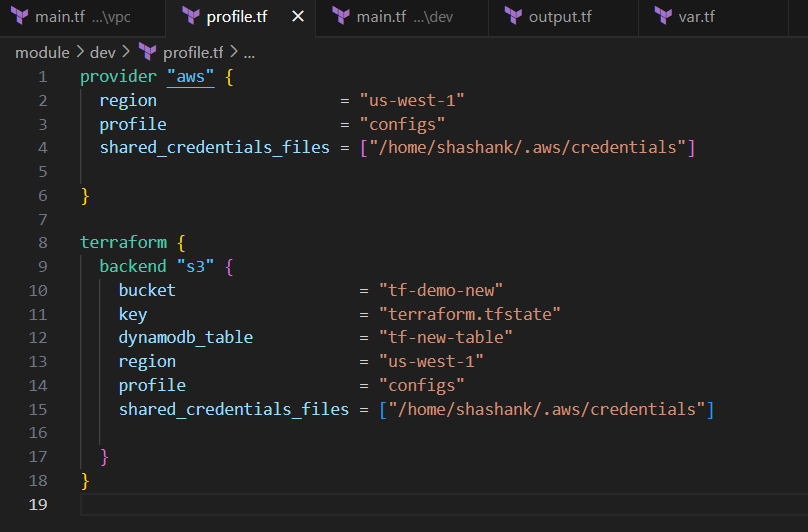 main.tf ...\vpc profile.tf main.tf ...\dev output.tf var.tf
module > dev > profile.tf > ...
1 provider "aws" {
2   region                   = "us-west-1"
3   profile                  = "configs"
4   shared_credentials_files = ["/home/shashank/.aws/credentials"]
5
6 }
7
8 terraform {
9   backend "s3" {
10     bucket                   = "tf-demo-new"
11     key                      = "terraform.tfstate"
12     dynamodb_table           = "tf-new-table"
13     region                   = "us-west-1"
14     profile                  = "configs"
15     shared_credentials_files = ["/home/shashank/.aws/credentials"]
16
17   }
18 }
19